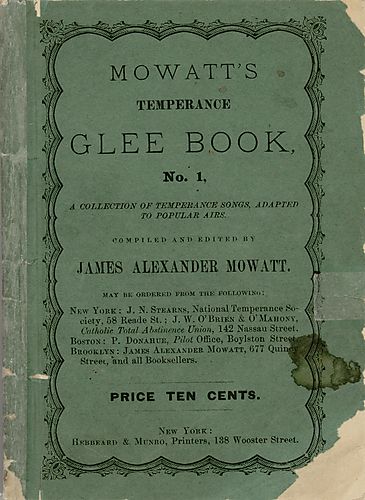 MOWATT'S
TEMPERANCE
GLEE BOOK,
No. 1,
A COLLECTION OF TEMPERANCE SONGS, ADAPTED
TO POPULAR AIRS.
COMPILED AND EDITED BY
JAMES ALEXANDER MOWATT.
MAY BE ORDERED FROM THE FOLLOWING:
NEW YORK: J. N. STEARNS, National Temperance So-
ciety, 58 Reade St.; J. W. O'BRIEN & O'MAHONY,
Catholic Total Abstinence Union, 142 Nassau Street.
BOSTON: P. DONAHUE, Pilot Office, Boylston Street.
BROOKLYN: JAMES ALEXANDER MOWATT, 677 Quincy
Street, and all Booksellers.
PRICE TEN CENTS.
NEW YORK:
HEBBEARD & MUNRO, Printers, 138 Wooster Street.